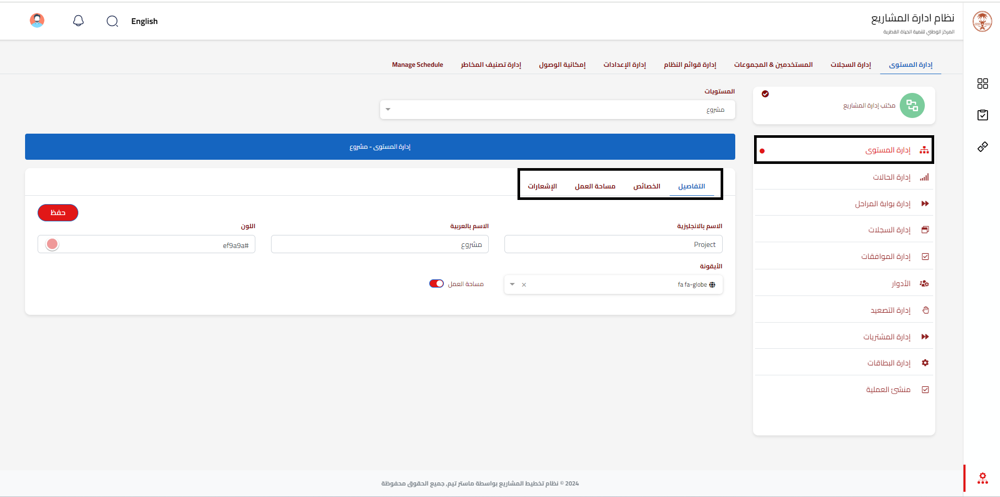 نظام ادارة المشاريع
المركز الوطني لتنمية الحياة الفطرية
English
إدارة المستوى
إدارة السجلات
المستخدمين & المجموعات
إدارة قوائم النظام
إدارة الإعدادات
إمكانية الوصول
إدارة تصنيف المخاطر
Manage Schedule
مكتب إدارة المشاريع
إدارة المستوى
إدارة الحالات
إدارة بوابة المراحل
إدارة السجلات
إدارة الموافقات
الأدوار
إدارة التصعيد
إدارة المشتريات
إدارة البطاقات
منشئ العملية
المستويات
مشروع
إدارة المستوى - مشروع
التفاصيل
الخصائص
مساحة العمل
الإشعارات
حفظ
الاسم بالانجليزية
الاسم بالعربية
اللون
Project
مشروع
ef9a9a#
الأيقونة
fa fa-globe
مساحة العمل
2024 © نظام تخطيط المشاريع بواسطة ماستر تيم, جميع الحقوق محفوظة